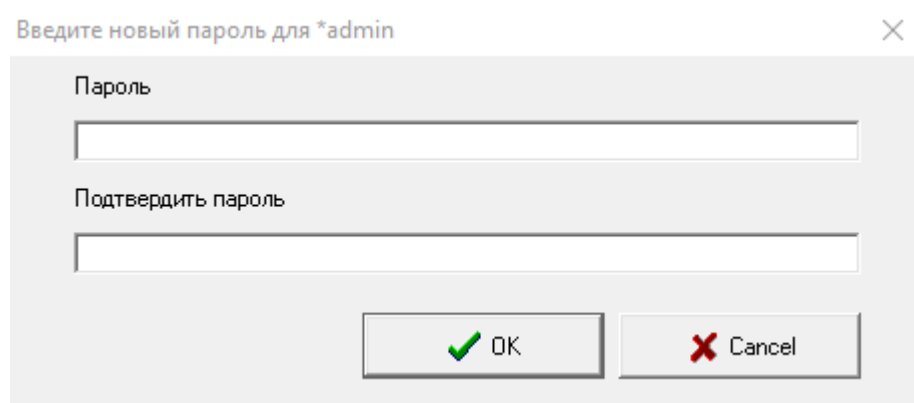 Введите новый пароль для *admin
Пароль
Подтвердить пароль
OK Cancel